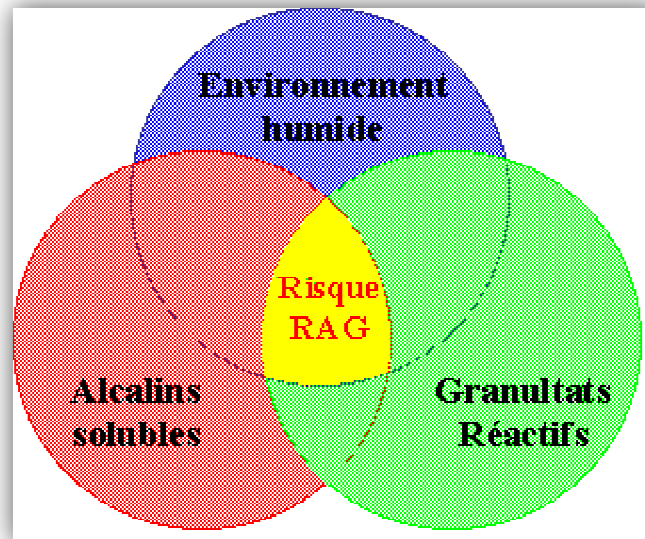 Environnement
humide
Risque
RAG
Alcalins
solubles
Granultats
Réactifs